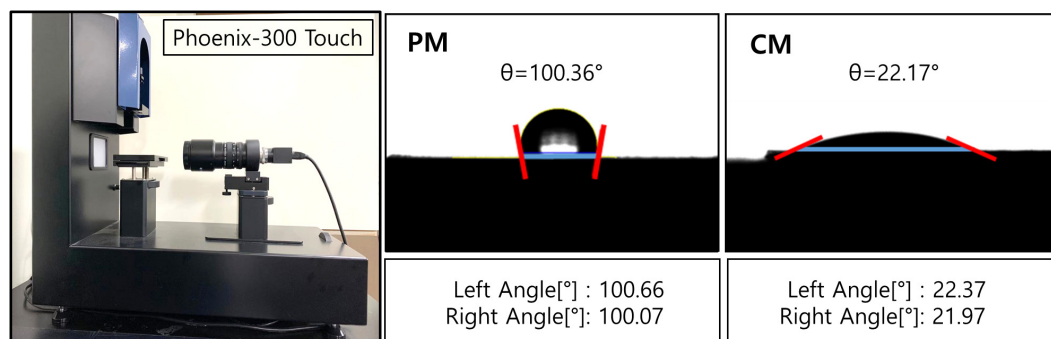 Phoenix-300 Touch
PM
θ=100.36°
CM
θ=22.17°
Left Angle[°] : 100.66
Right Angle[°]: 100.07
Left Angle[°] : 22.37
Right Angle[°]: 21.97